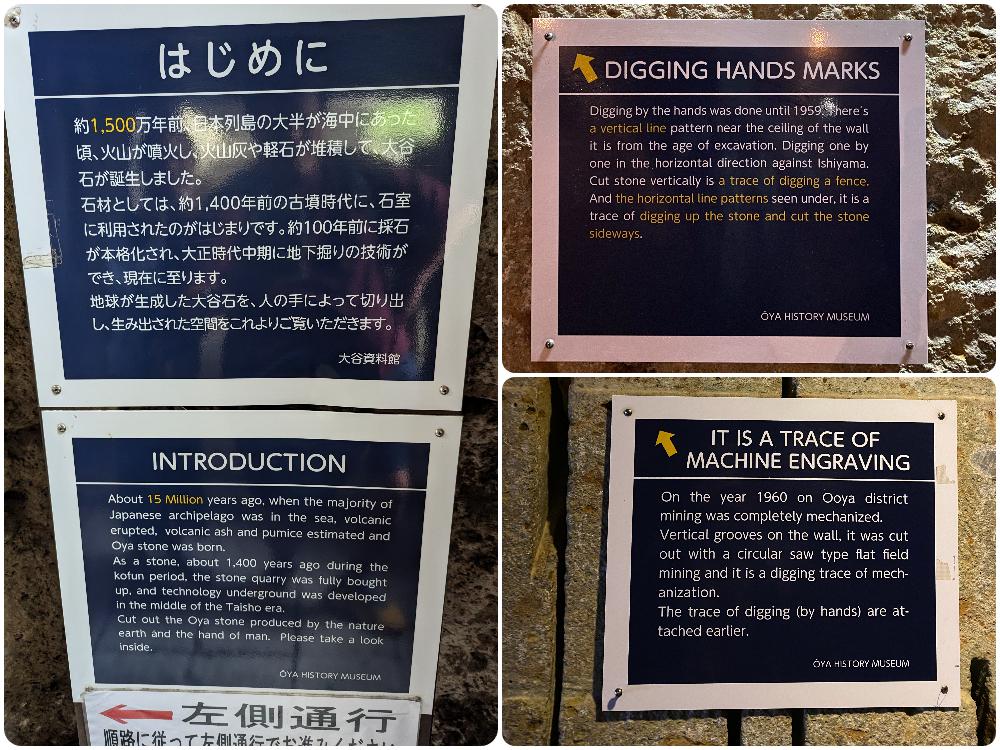 はじめに
約1,500万年前、日本列島の大半が海中にあった
頃、火山が噴火し、火山灰や軽石が堆積して、大谷
石が誕生しました。
石材としては、約1,400年前の古墳時代に、石室
に利用されたのがはじまりです。約100年前に採石
が本格化され、大正時代中期に地下掘りの技術が
でき、現在に至ります。
地球が生成した大谷石を、人の手によって切り出
し、生み出された空間をこれよりご覧いただきます。
大谷資料館
INTRODUCTION
About 15 Million years ago, when the majority of
Japanese archipelago was in the sea, volcanic
erupted, volcanic ash and pumice estimated and
Oya stone was born.
As a stone, about 1,400 years ago during the
kofun period, the stone quarry was fully bought
up, and technology underground was developed
in the middle of the Taisho era.
Cut out the Oya stone produced by the nature
earth and the hand of man. Please take a look
inside.
ŌYA HISTORY MUSEUM
左側通行
順路に従って左側通行でお進みください
DIGGING HANDS MARKS
Digging by the hands was done until 1959. There's
a vertical line pattern near the ceiling of the wall
it is from the age of excavation. Digging one by
one in the horizontal direction against Ishiyama.
Cut stone vertically is a trace of digging a fence.
And the horizontal line patterns seen under, it is a
trace of digging up the stone and cut the stone
sideways.
ŌYA HISTORY MUSEUM
IT IS A TRACE OF
MACHINE ENGRAVING
On the year 1960 on Ooya district
mining was completely mechanized.
Vertical grooves on the wall, it was cut
out with a circular saw type flat field
mining and it is a digging trace of mech-
anization.
The trace of digging (by hands) are at-
tached earlier.
ŌYA HISTORY MUSEUM